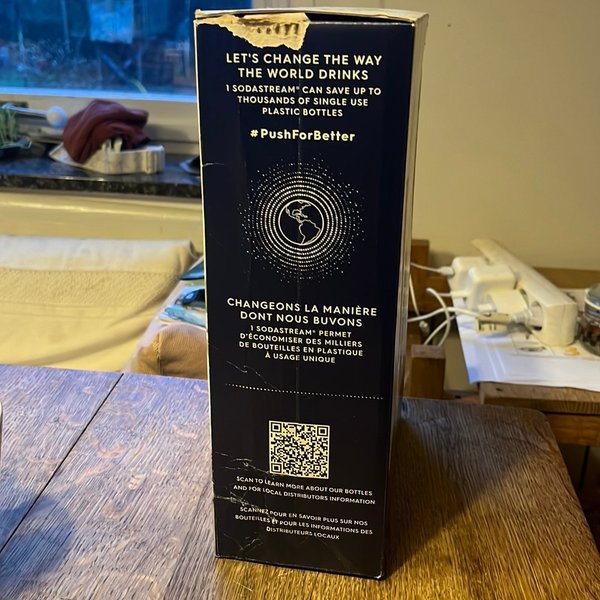 LET'S CHANGE THE WAY
THE WORLD DRINKS
1 SODASTREAM® CAN SAVE UP TO
THOUSANDS OF SINGLE USE
PLASTIC BOTTLES
#PushForBetter
CHANGEONS LA MANIÈRE
DONT NOUS BUVONS
1 SODASTREAM® PERMET
D'ÉCONOMISER DES MILLIERS
DE BOUTEILLES EN PLASTIQUE
À USAGE UNIQUE
SCAN TO LEARN MORE ABOUT OUR BOTTLES
AND FOR LOCAL DISTRIBUTORS INFORMATION
SCANNEZ POUR EN SAVOIR PLUS SUR NOS
BOUTEILLES ET POUR LES INFORMATIONS DES
DISTRIBUTEURS LOCAUX